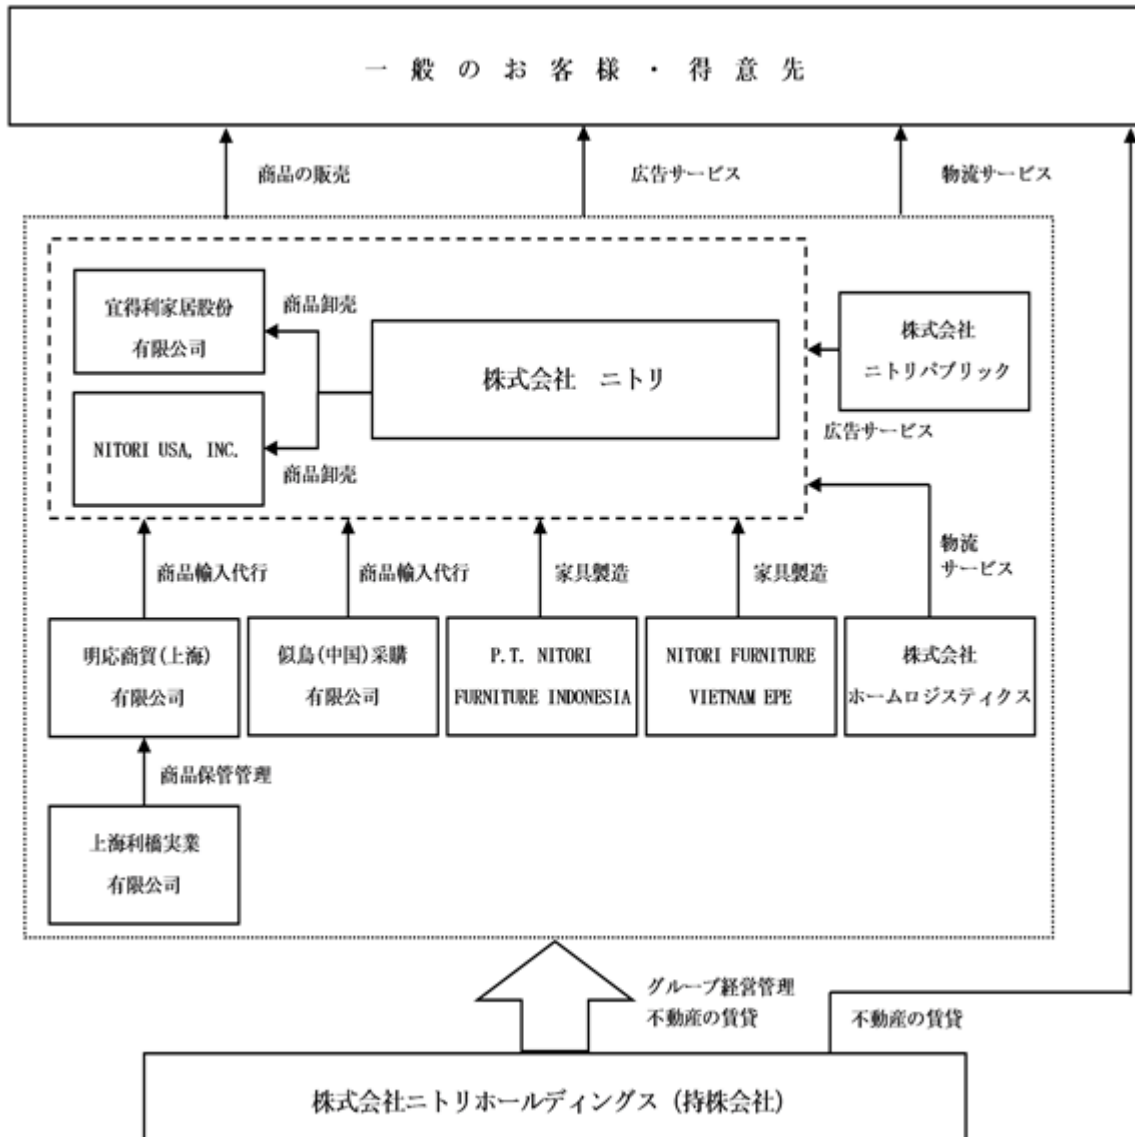 一般のお客様・得意先
商品の販売
広告サービス
物流サービス
宜得利家居股份
有限公司
商品卸売
株式会社 ニトリ
NITORI USA, INC.
商品卸売
株式会社
ニトリパブリック
広告サービス
物流
サービス
商品輸入代行
商品輸入代行
家具製造
家具製造
明応商貿(上海)
有限公司
似鳥(中国)采購
有限公司
P.T. NITORI
FURNITURE INDONESIA
NITORI FURNITURE
VIETNAM EPE
株式会社
ホームロジスティクス
商品保管管理
上海利橋実業
有限公司
グループ経営管理
不動産の賃貸
不動産の賃貸
株式会社ニトリホールディングス (持株会社)